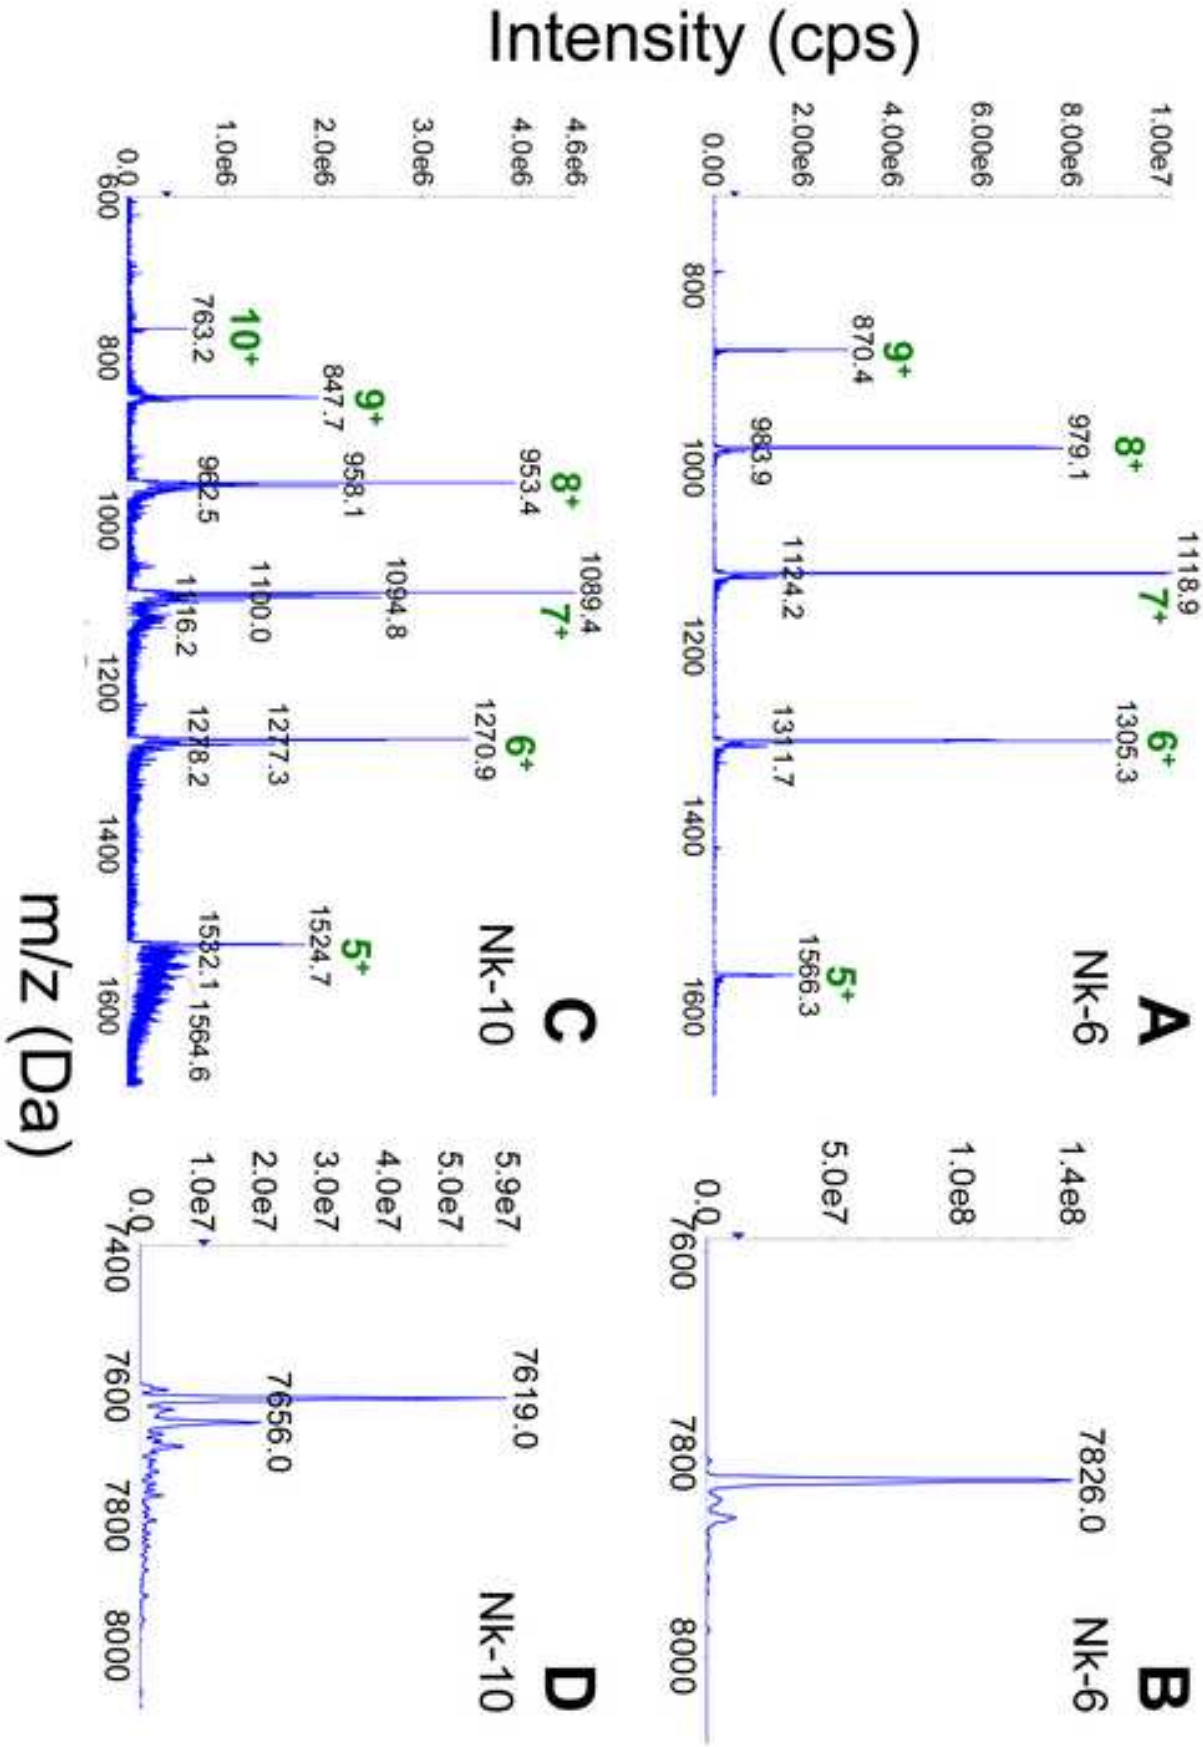 Intensity (cps)
A
Nk-6
1.00e7
8.00e6
6.00e6
4.00e6
2.00e6
0.00
800
1000
1200
1400
1600
9+
870.4
8+
979.1
983.9
1118.9
7+
1124.2
6+
1305.3
1311.7
5+
1566.3
B
Nk-6
1.4e8
1.0e8
5.0e7
0.0
7600
7800
8000
7826.0
C
Nk-10
4.6e6
4.0e6
3.0e6
2.0e6
1.0e6
0.0
600
800
1000
1200
1400
1600
10+
763.2
9+
847.7
8+
953.4
958.1
962.5
1089.4
7+
1094.8
1100.0
1116.2
6+
1270.9
1277.3
1278.2
5+
1524.7
1532.1
1564.6
D
Nk-10
5.9e7
5.0e7
4.0e7
3.0e7
2.0e7
1.0e7
0.0
7400
7600
7800
8000
7619.0
7656.0
m/z (Da)